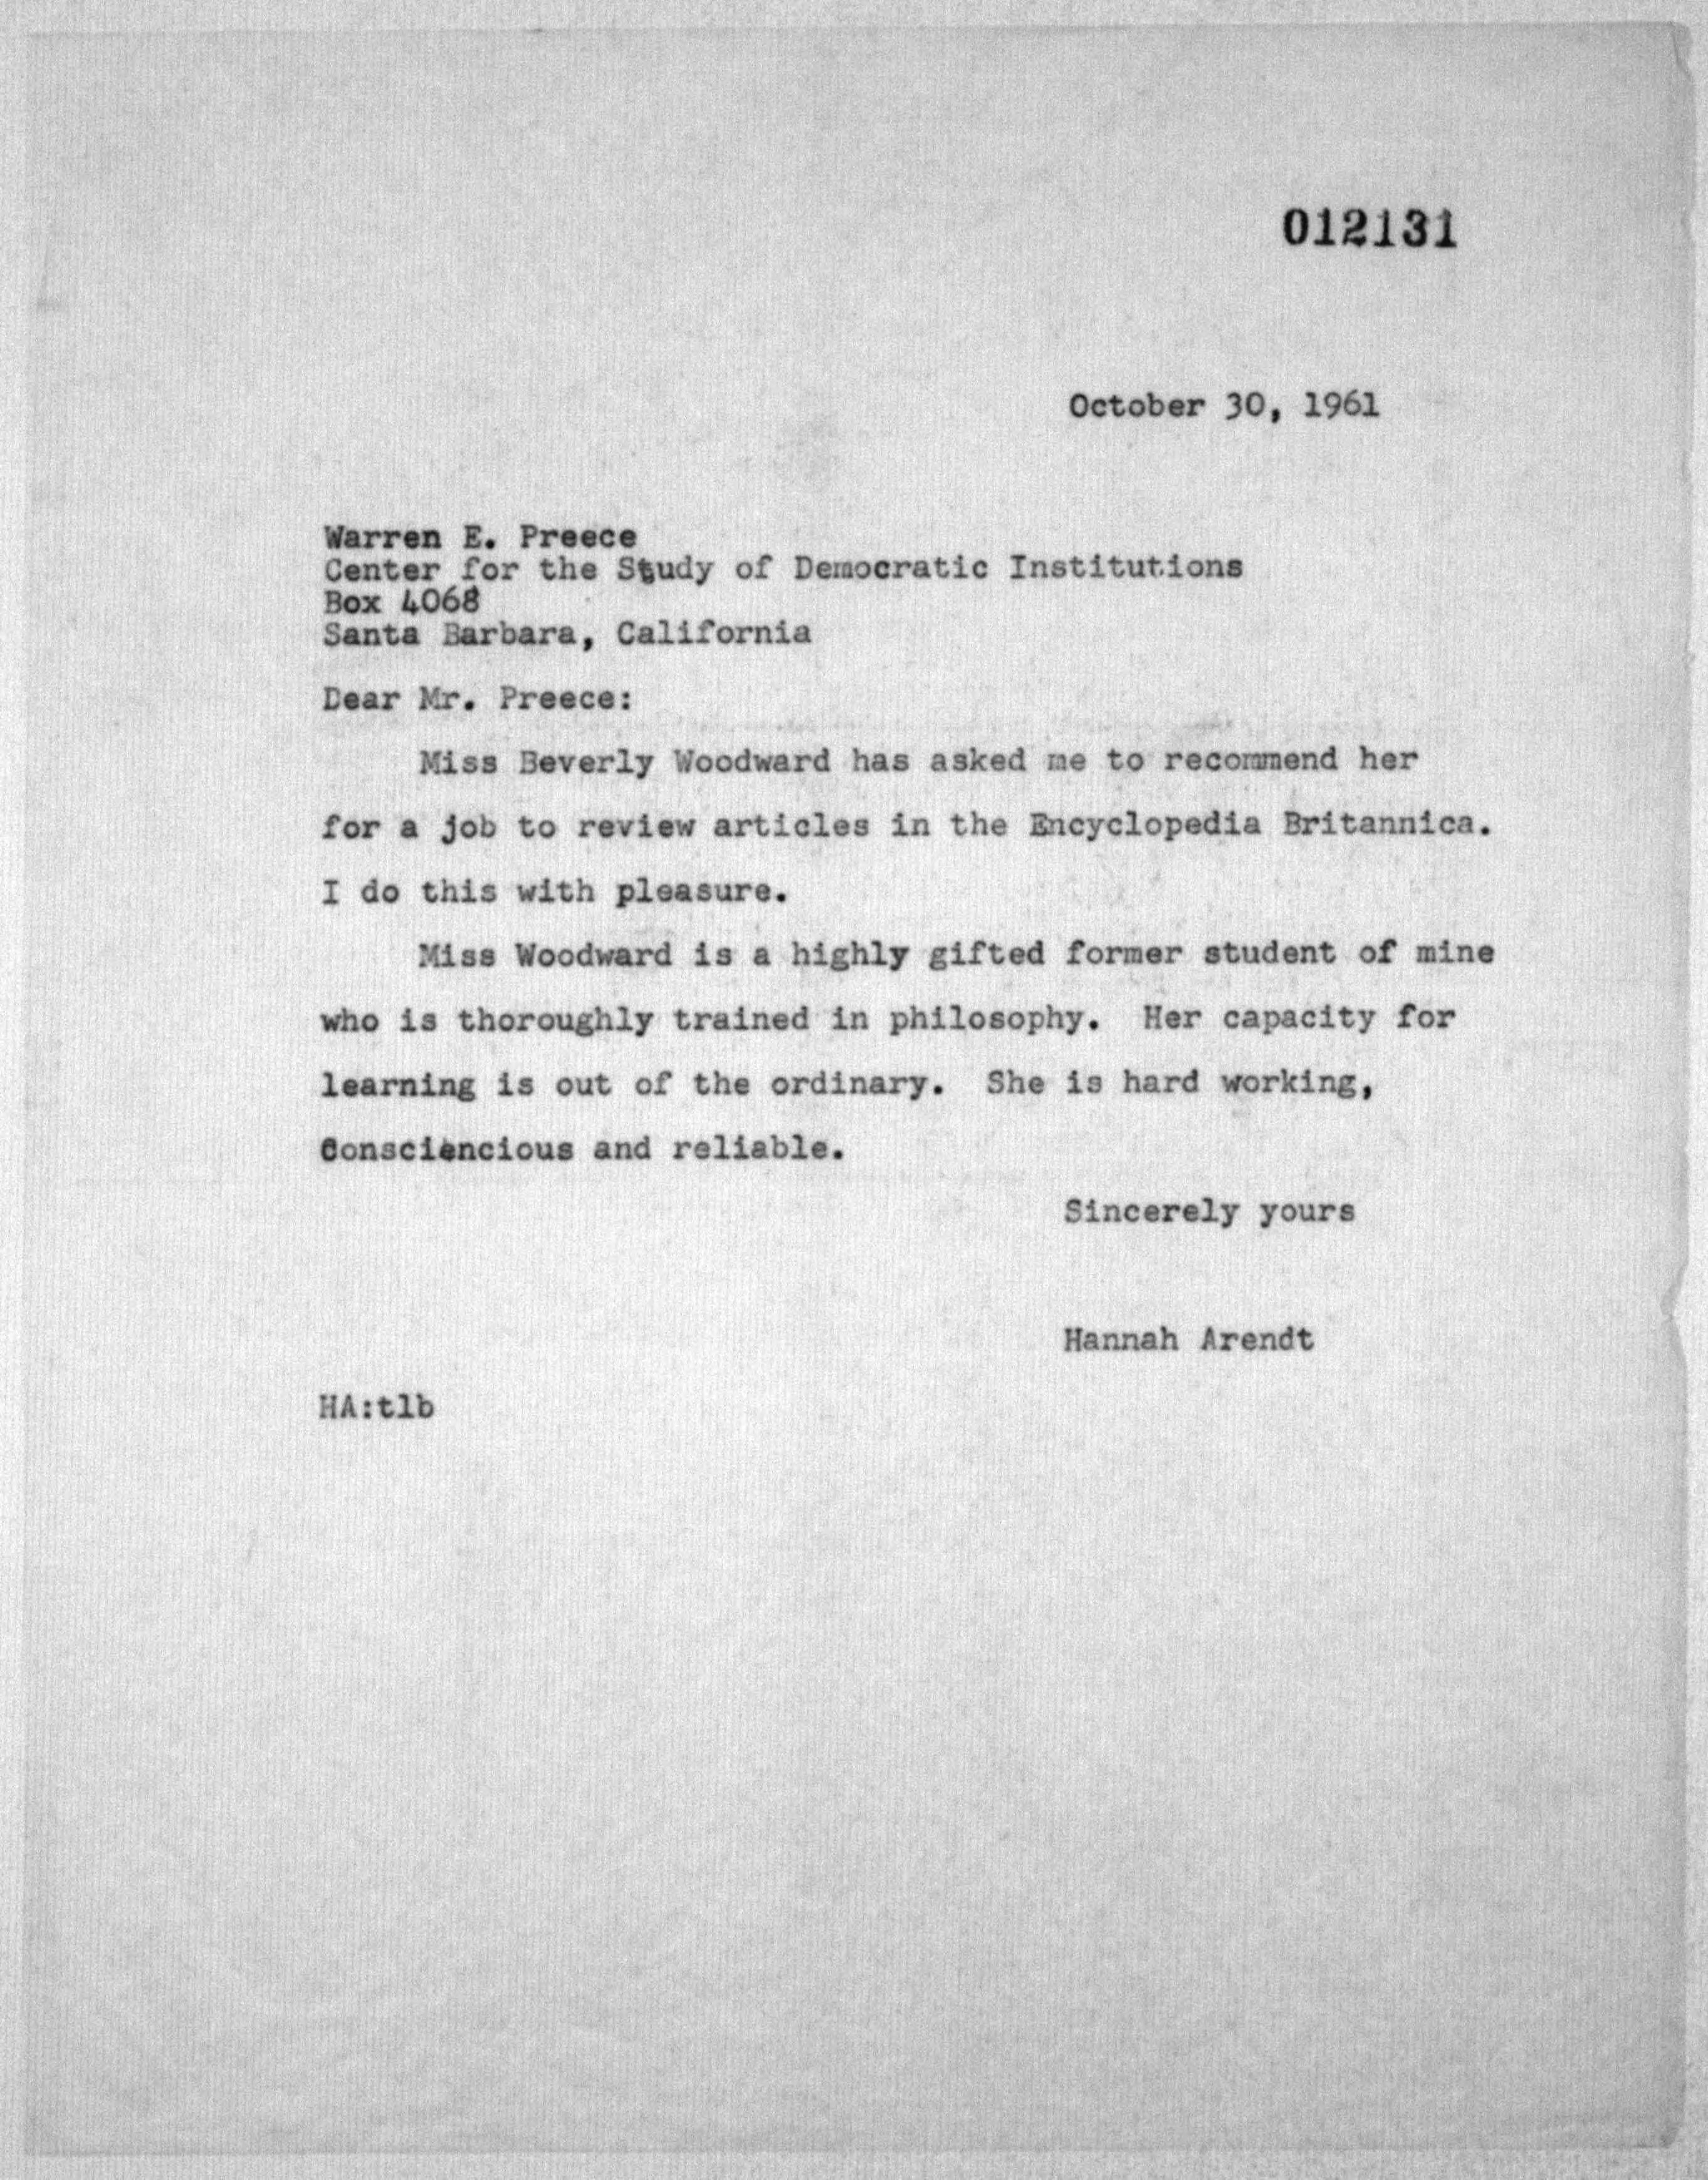 012131
October 30, 1961
Warren E. Preece
Center for the Study of Democratic Institutions
Box 4068
Santa Barbara, California
Dear Mr. Preece:
Miss Beverly Woodward has asked me to recommend her
for a job to review articles in the Encyclopedia Britannica.
I do this with pleasure.
Miss Woodward is a highly gifted former student of mine
who is thoroughly trained in philosophy. Her capacity for
learning is out of the ordinary. She is hard working,
Consciencious and reliable.
Sincerely yours
Hannah Arendt
HA:tlb